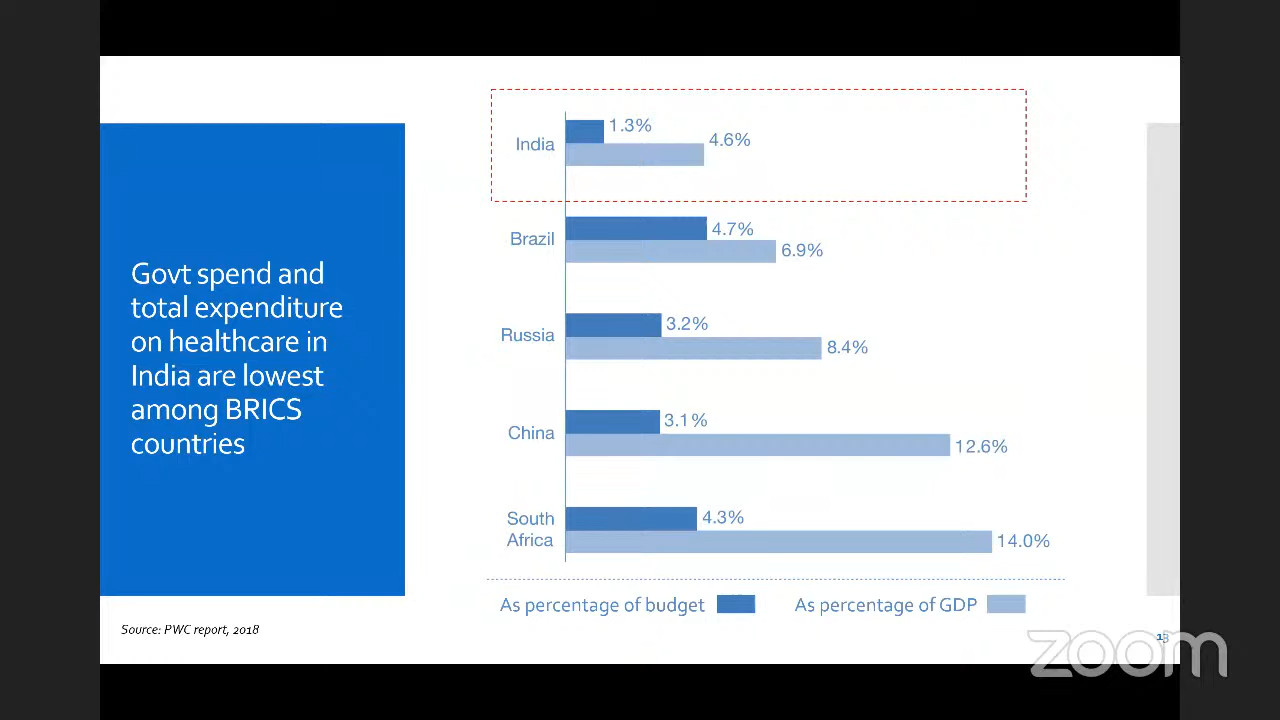 Govt spend and
total expenditure
on healthcare in
India are lowest
among BRICS
countries
India
1.3%
4.6%
Brazil
4.7%
6.9%
Russia
3.2%
8.4%
China
3.1%
12.6%
South
Africa
4.3%
14.0%
As percentage of budget
As percentage of GDP
Source: PWC report, 2018
zoom